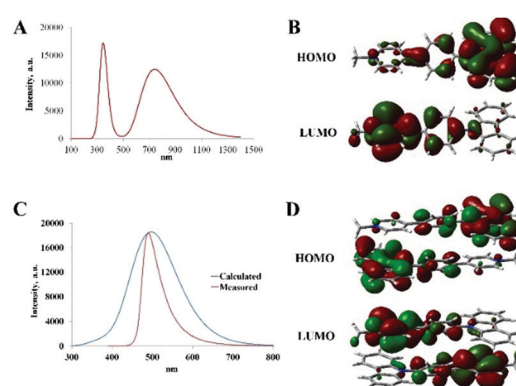 A
B
20000
15000
10000
5000
0
Intensity, a.u.
100 300 500 700 900 1100 1300 1500
nm
HOMO
LUMO
C
D
20000
16000
12000
8000
4000
0
Intensity, a.u.
Calculated
Measured
300 400 500 600 700 800
nm
HOMO
LUMO